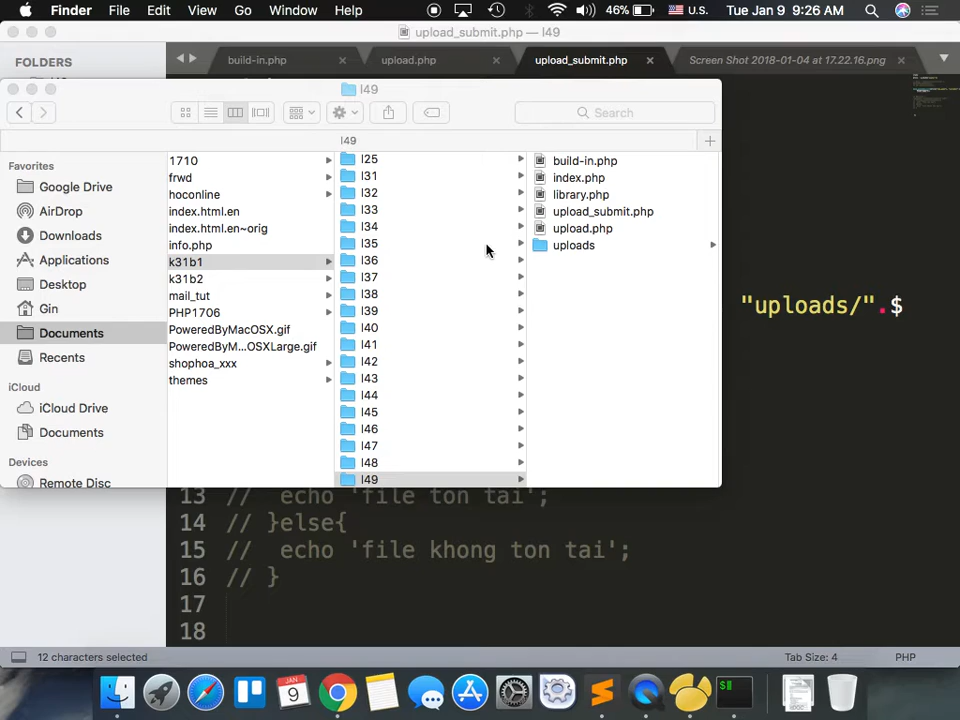 Finder File Edit View Go Window Help 46% U.S. Tue Jan 9 9:26 AM
upload_submit.php — l49
FOLDERS
build-in.php
upload.php
upload_submit.php
Screen Shot 2018-01-04 at 17.22.16.png
l49
Search
l49
Favorites
Google Drive
AirDrop
Downloads
Applications
Desktop
Gin
Documents
Recents
iCloud
iCloud Drive
Documents
Devices
Remote Disc
1710
frwd
hoconline
index.html.en
index.html.en~orig
info.php
k31b1
k31b2
mail_tut
PHP1706
PoweredByMacOSX.gif
PoweredByM...OSXLarge.gif
shophoa_xxx
themes
l25
l31
l32
l33
l34
l35
l36
l37
l38
l39
l40
l41
l42
l43
l44
l45
l46
l47
l48
l49
build-in.php
index.php
library.php
upload_submit.php
upload.php
uploads
"uploads/".$
13 // echo 'file ton tai';
14 // }else{
15 // echo 'file khong ton tai';
16 // }
17
18
12 characters selected
Tab Size: 4
PHP
JAN
9